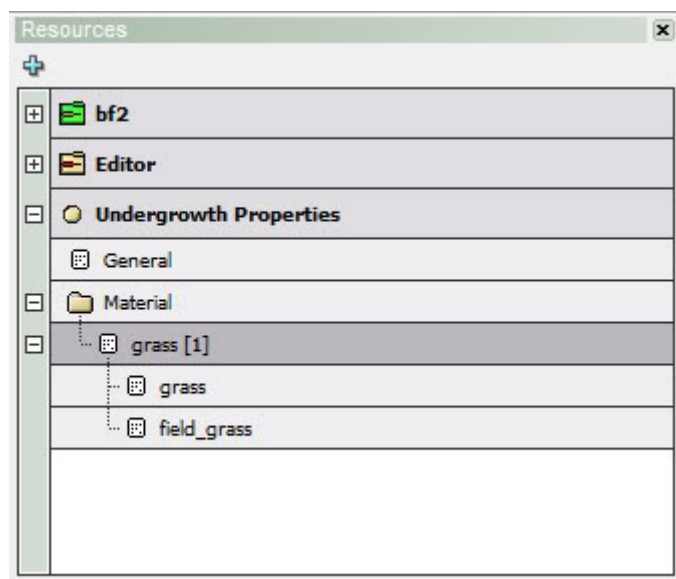 Resources
bf2
Editor
Undergrowth Properties
General
Material
grass [1]
grass
field_grass